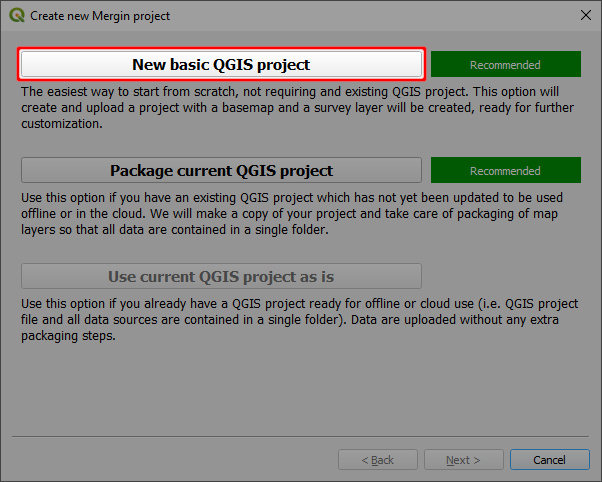 Create new Mergin project
New basic QGIS project
Recommended
The easiest way to start from scratch, not requiring and existing QGIS project. This option will
create and upload a project with a basemap and a survey layer will be created, ready for further
customization.
Package current QGIS project
Recommended
Use this option if you have an existing QGIS project which has not yet been updated to be used
offline or in the cloud. We will make a copy of your project and take care of packaging of map
layers so that all data are contained in a single folder.
Use current QGIS project as is
Use this option if you already have a QGIS project ready for offline or cloud use (i.e. QGIS project
file and all data sources are contained in a single folder). Data are uploaded without any extra
packaging steps.
< Back
Next >
Cancel